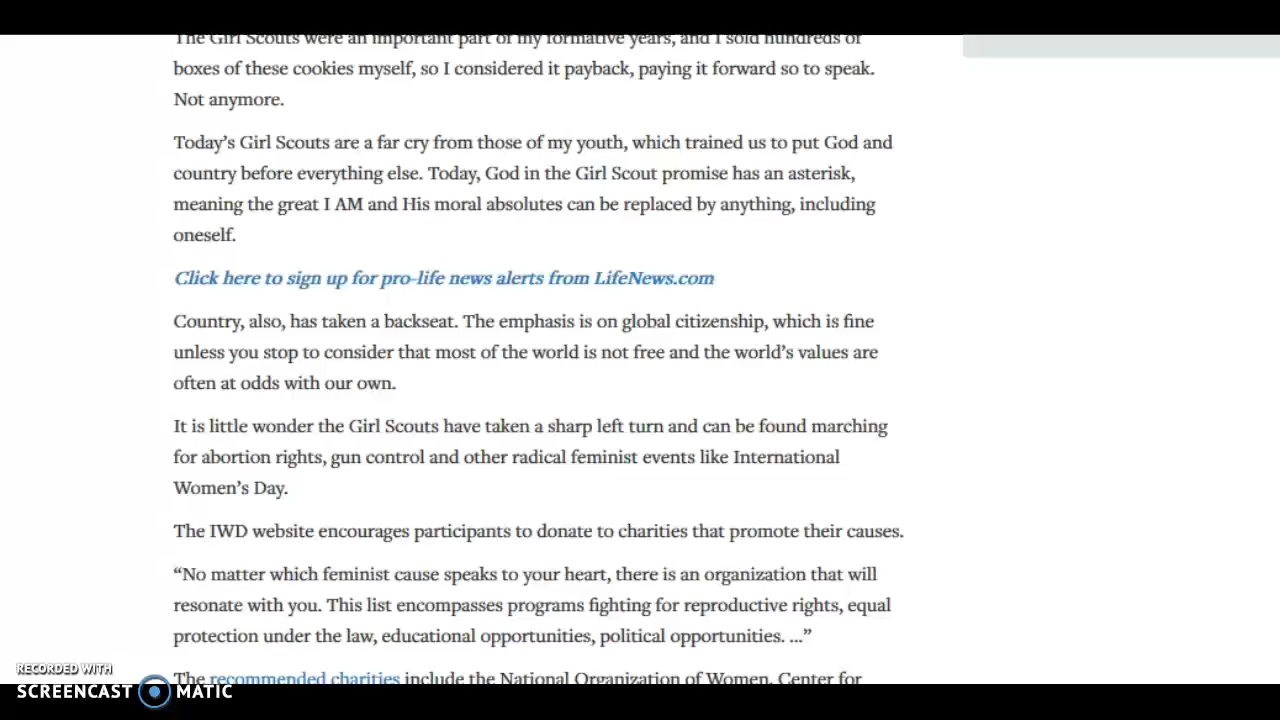 The Girl Scouts were an important part of my formative years, and I sold hundreds of
boxes of these cookies myself, so I considered it payback, paying it forward so to speak.
Not anymore.
Today’s Girl Scouts are a far cry from those of my youth, which trained us to put God and
country before everything else. Today, God in the Girl Scout promise has an asterisk,
meaning the great I AM and His moral absolutes can be replaced by anything, including
oneself.
Click here to sign up for pro-life news alerts from LifeNews.com
Country, also, has taken a backseat. The emphasis is on global citizenship, which is fine
unless you stop to consider that most of the world is not free and the world’s values are
often at odds with our own.
It is little wonder the Girl Scouts have taken a sharp left turn and can be found marching
for abortion rights, gun control and other radical feminist events like International
Women’s Day.
The IWD website encourages participants to donate to charities that promote their causes.
“No matter which feminist cause speaks to your heart, there is an organization that will
resonate with you. This list encompasses programs fighting for reproductive rights, equal
protection under the law, educational opportunities, political opportunities. ...”
The recommended charities include the National Organization of Women, Center for
RECORDED WITH
SCREENCAST MATIC